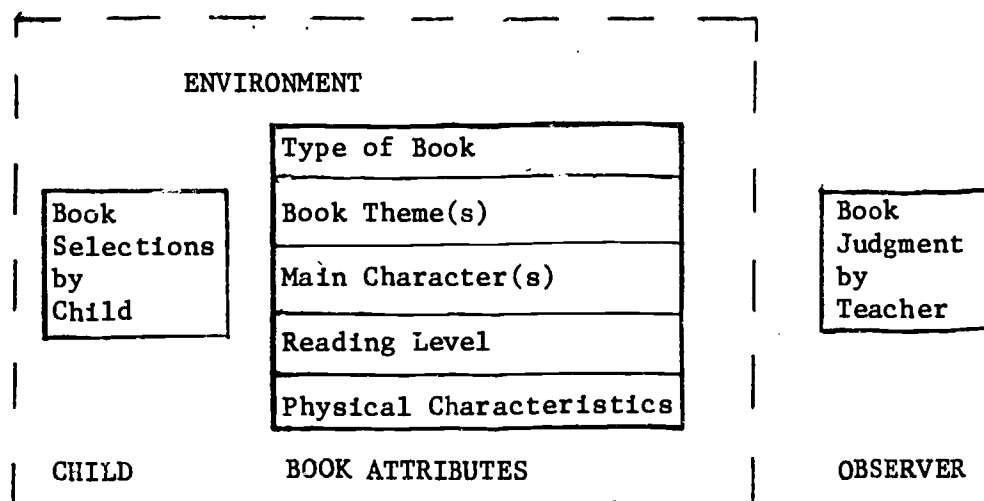 ENVIRONMENT
Book
Selections
by
Child
Type of Book
Book Theme(s)
Main Character(s)
Reading Level
Physical Characteristics
Book
Judgment
by
Teacher
CHILD
BOOK ATTRIBUTES
OBSERVER